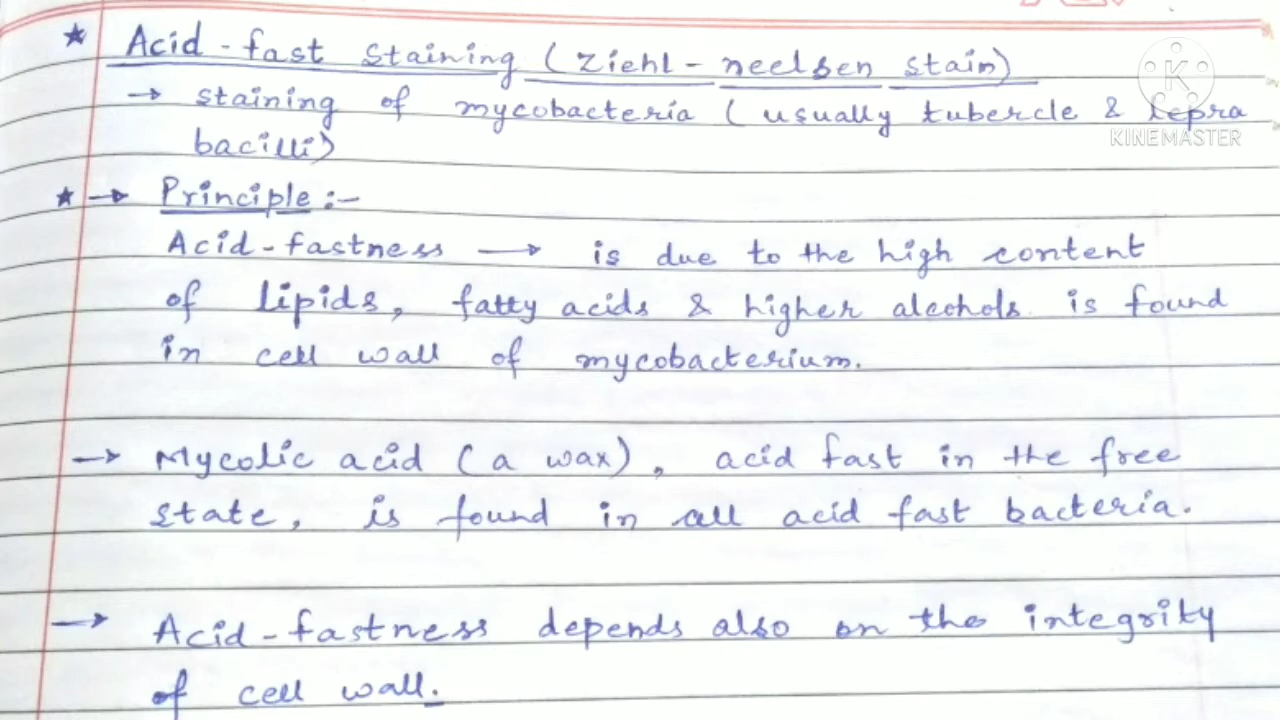 ★ Acid-fast Staining (Ziehl-neelsen stain)
→ staining of mycobacteria (usually tubercle & lepra
bacilli)
K
KINEMASTER
★ → Principle :-
Acid-fastness → is due to the high content
of lipids, fatty acids & higher alcohols is found
in cell wall of mycobacterium.
→ Mycolic acid (a wax), acid fast in the free
state, is found in all acid fast bacteria.
→ Acid-fastness depends also on the integrity
of cell wall.